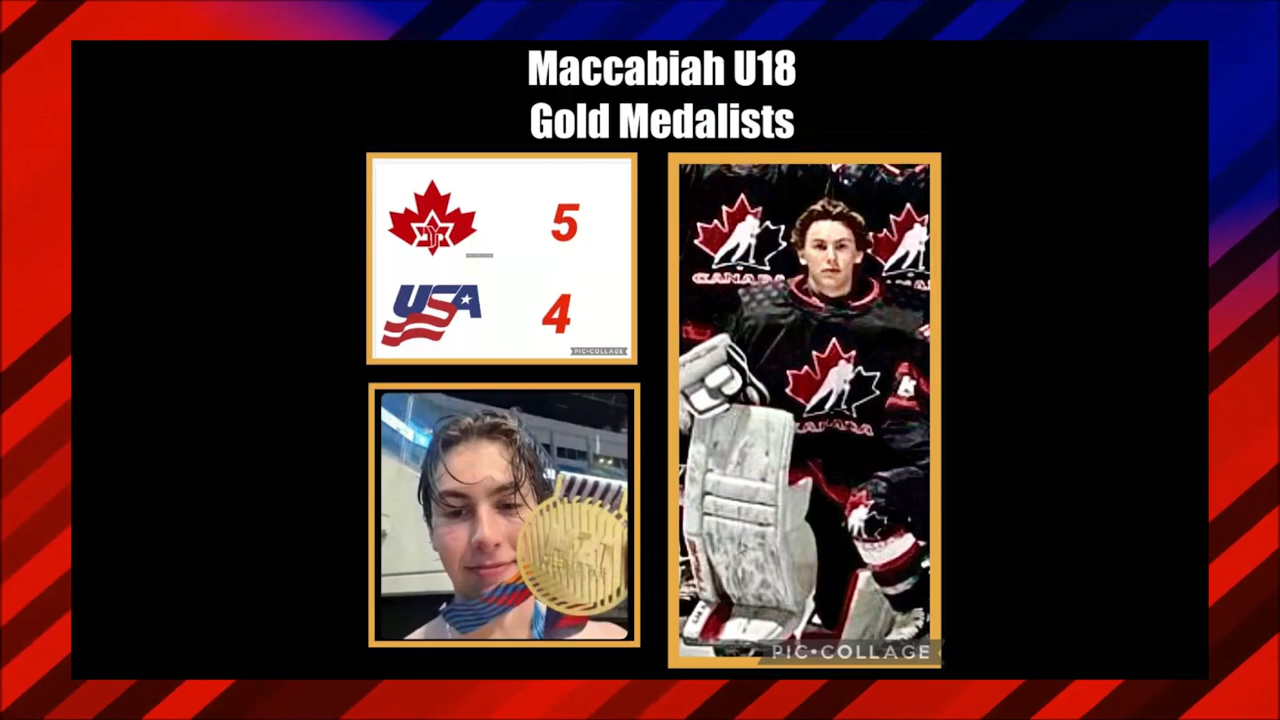 Maccabiah U18
Gold Medalists
5
USA
4
PIC•COLLAGE
CANADA
CANADA
PIC•COLLAGE